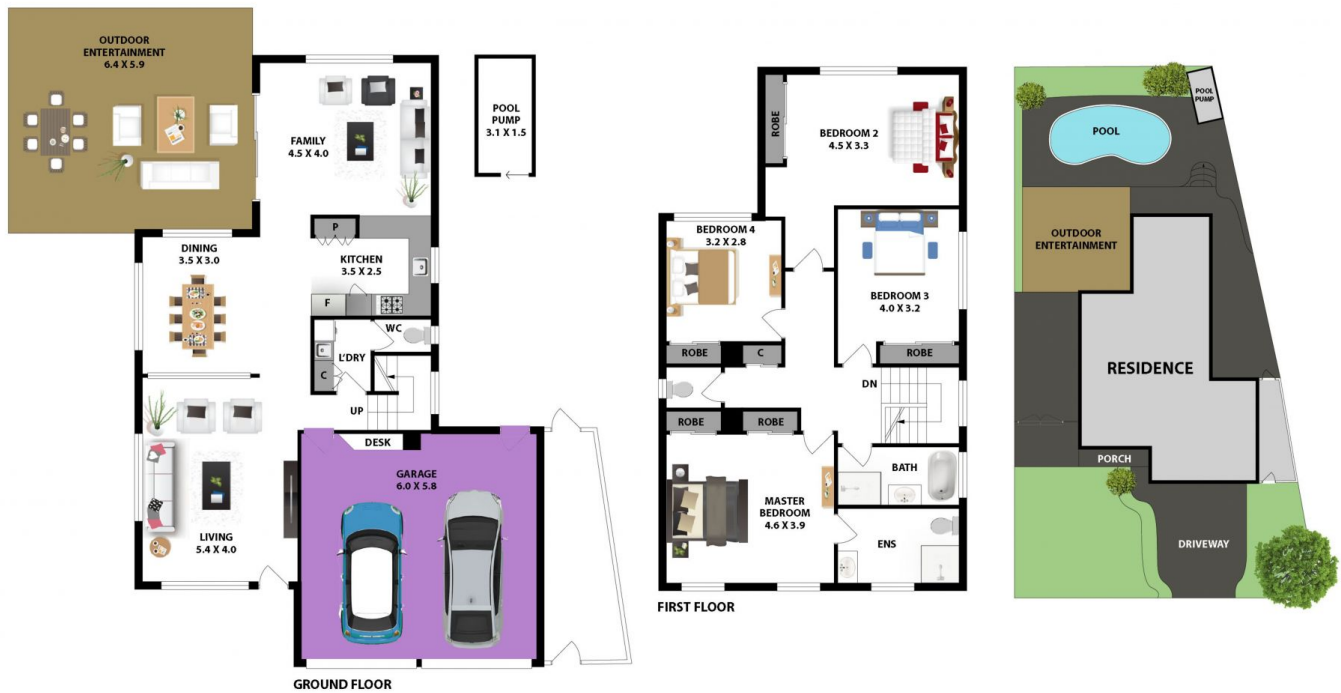 OUTDOOR
ENTERTAINMENT
6.4 X 5.9
FAMILY
4.5 X 4.0
POOL
PUMP
3.1 X 1.5
P
KITCHEN
3.5 X 2.5
F
DINING
3.5 X 3.0
WC
L'DRY
C
UP
DESK
GARAGE
6.0 X 5.8
LIVING
5.4 X 4.0
GROUND FLOOR
ROBE
BEDROOM 2
4.5 X 3.3
BEDROOM 4
3.2 X 2.8
BEDROOM 3
4.0 X 3.2
ROBE
C
ROBE
DN
ROBE
ROBE
BATH
MASTER
BEDROOM
4.6 X 3.9
ENS
FIRST FLOOR
POOL
PUMP
POOL
OUTDOOR
ENTERTAINMENT
RESIDENCE
PORCH
DRIVEWAY